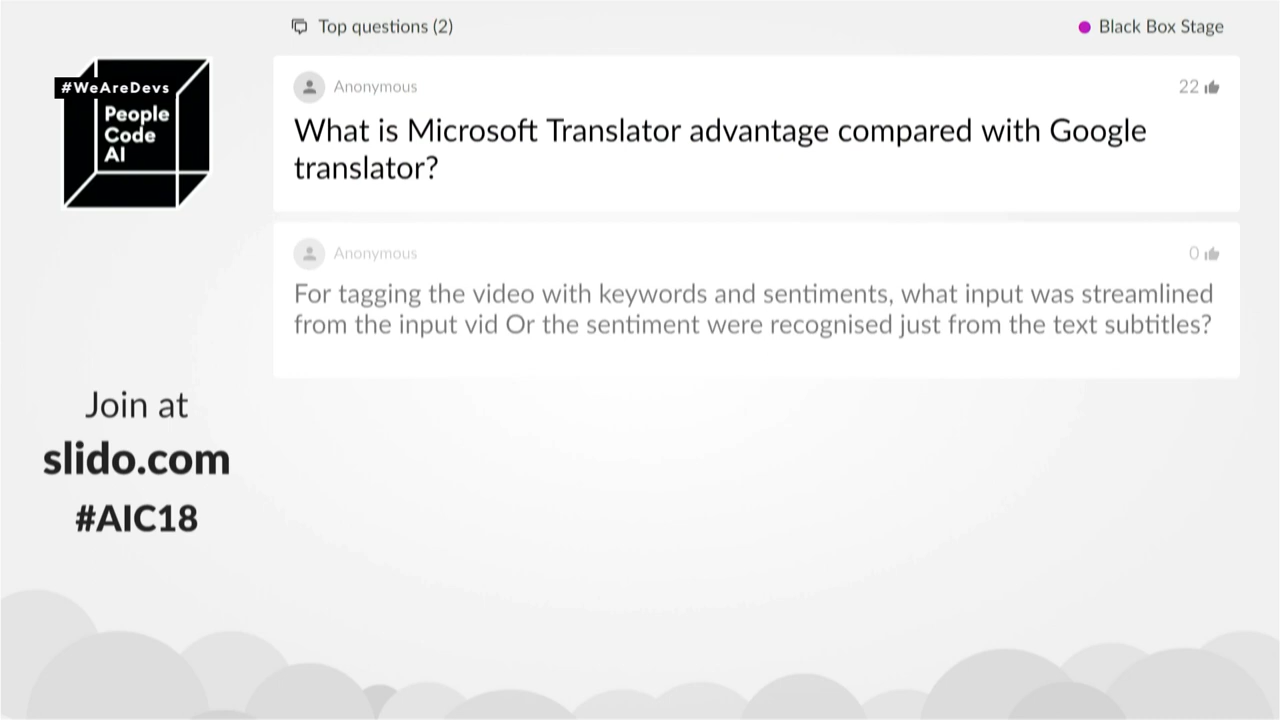 Top questions (2)
Black Box Stage
#WeAreDevs
People
Code
AI
Anonymous
22
What is Microsoft Translator advantage compared with Google
translator?
Anonymous
0
For tagging the video with keywords and sentiments, what input was streamlined
from the input vid Or the sentiment were recognised just from the text subtitles?
Join at
slido.com
#AIC18